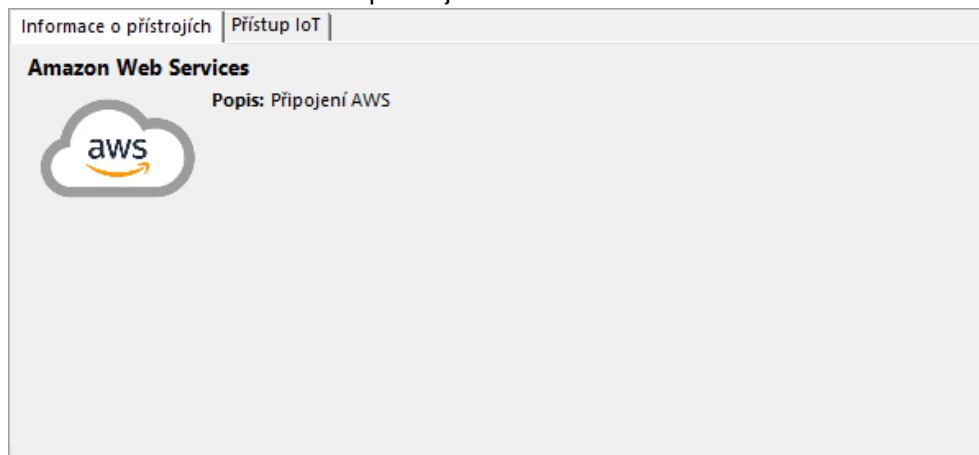 Informace o přístrojích
Přístup IoT
Amazon Web Services
Popis: Připojení AWS
aws